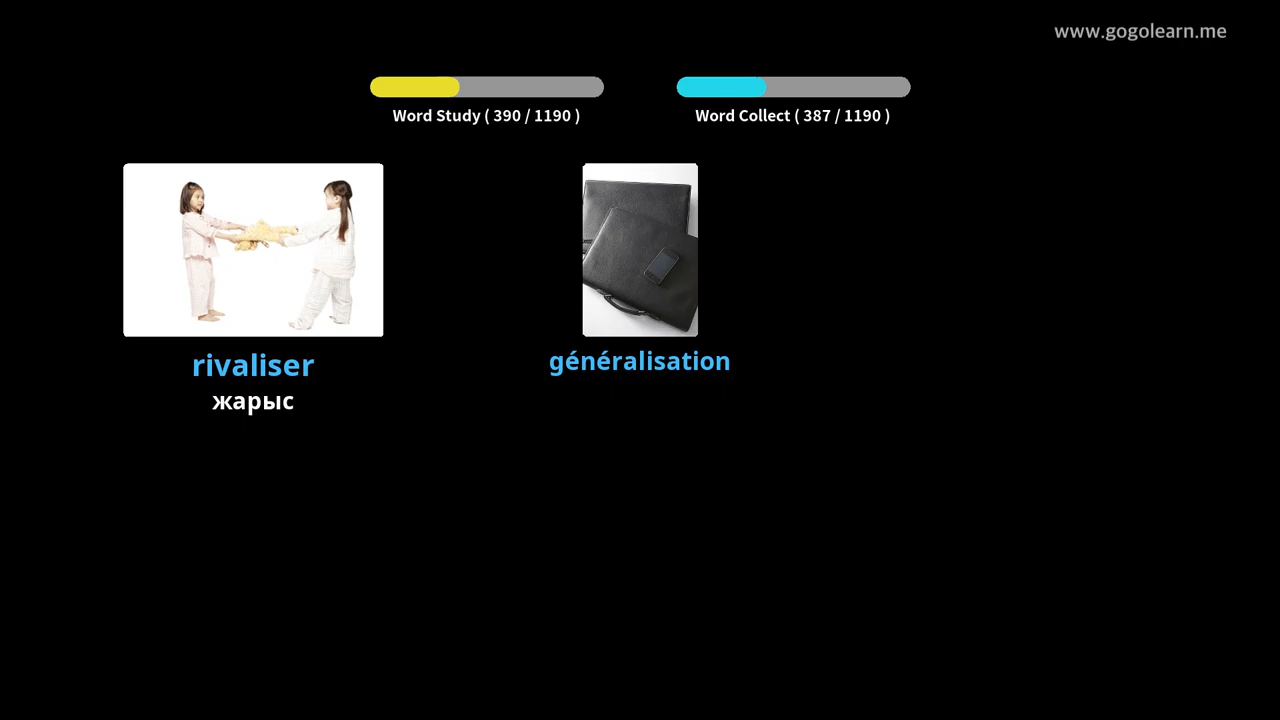 www.gogolearn.me
Word Study ( 390 / 1190 )
Word Collect ( 387 / 1190 )
rivaliser
жарыс
généralisation